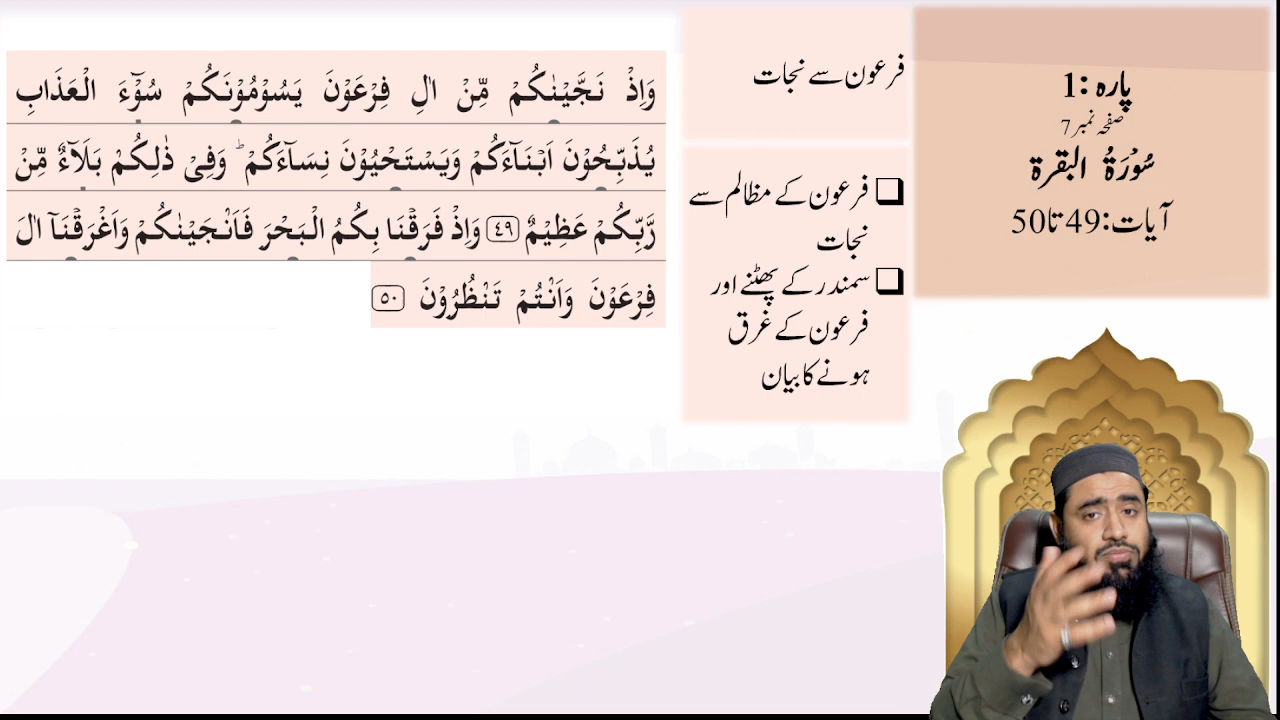 پارہ :1
صفحہ نمبر 7
سُوْرَۃُ البقرۃ
آیات:49 تا 50
فرعون سے نجات
❑ فرعون کے مظالم سے
نجات
❑ سمندر کے پھٹنے اور
فرعون کے غرق
ہونے کا بیان
وَاِذْ نَجَّیْنٰكُمْ مِّنْ اٰلِ فِرْعَوْنَ یَسُوْمُوْنَكُمْ سُوْٓءَ الْعَذَابِ
یُذَبِّحُوْنَ اَبْنَآءَكُمْ وَیَسْتَحْیُوْنَ نِسَآءَكُمْ ؕ وَفِیْ ذٰلِكُمْ بَلَآءٌ مِّنْ
رَّبِّكُمْ عَظِیْمٌ ﴿۴۹﴾ وَاِذْ فَرَقْنَا بِكُمُ الْبَحْرَ فَاَنْجَیْنٰكُمْ وَاَغْرَقْنَاۤ اٰلَ
فِرْعَوْنَ وَاَنْتُمْ تَنْظُرُوْنَ ﴿۵۰﴾